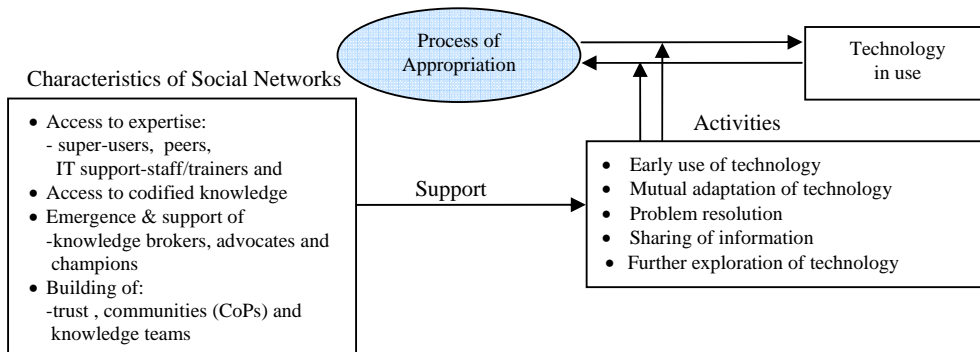 Process of
Appropriation
Technology
in use
Characteristics of Social Networks
• Access to expertise:
- super-users, peers,
IT support-staff/trainers and
• Access to codified knowledge
• Emergence & support of
-knowledge brokers, advocates and
champions
• Building of:
-trust , communities (CoPs) and
knowledge teams
Support
Activities
• Early use of technology
• Mutual adaptation of technology
• Problem resolution
• Sharing of information
• Further exploration of technology